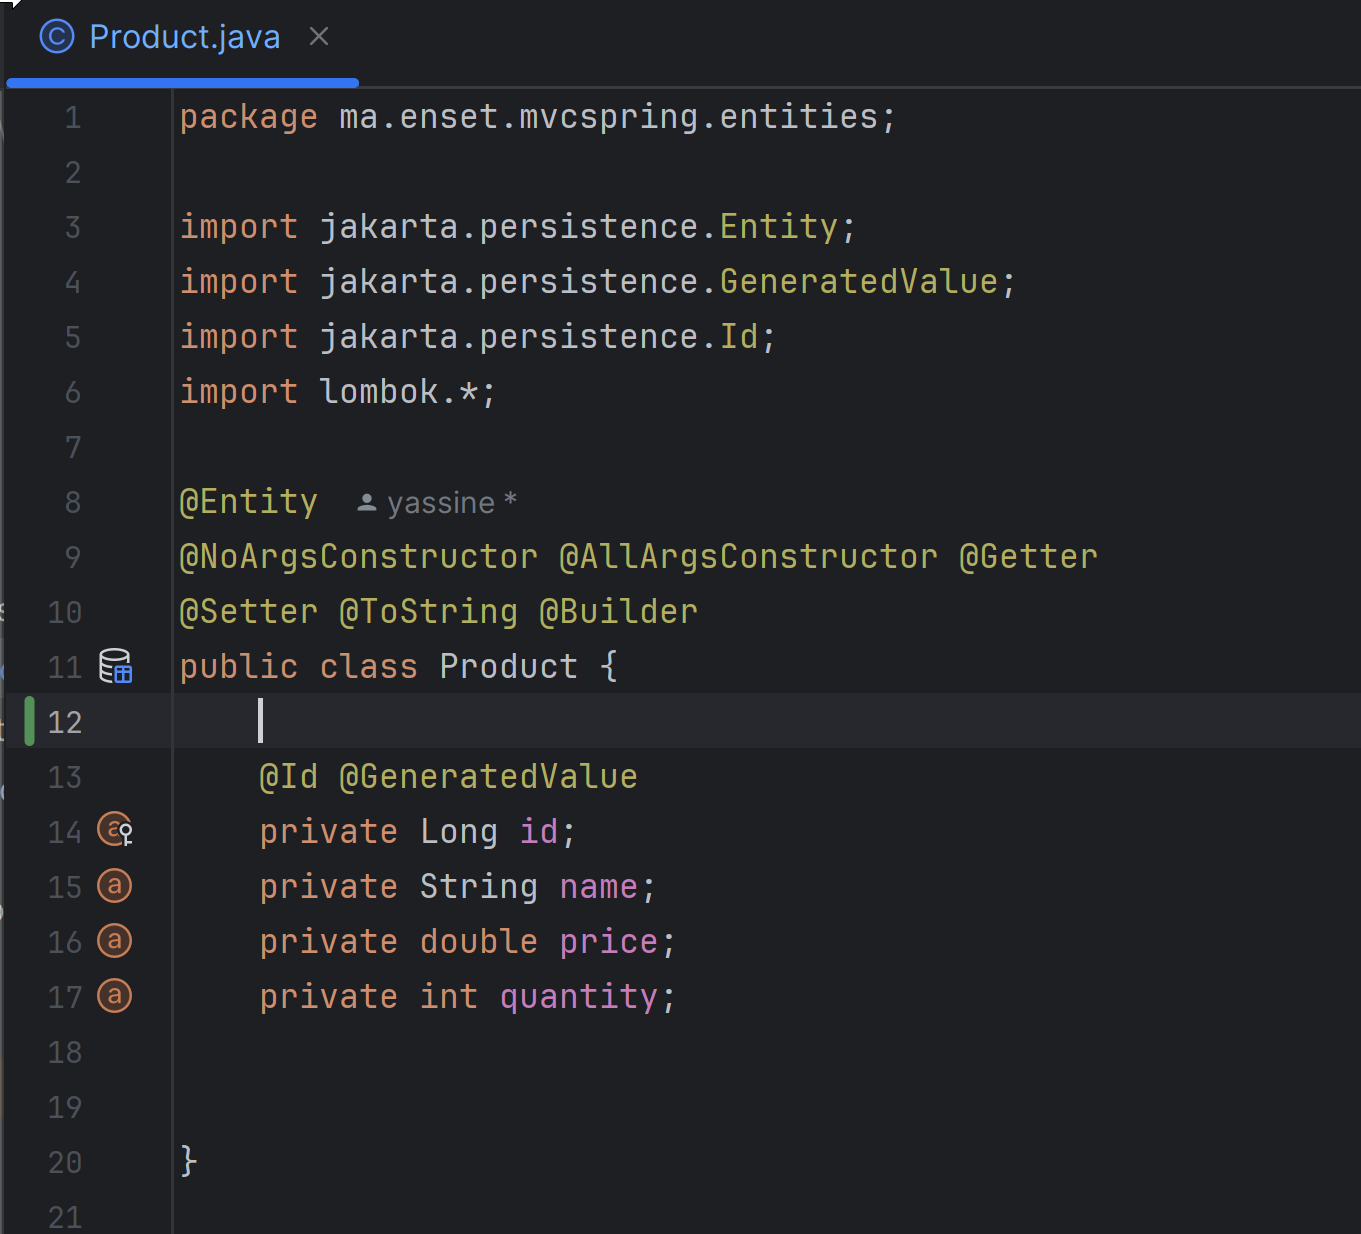 Product.java
1 package ma.enset.mvcspring.entities;
2
3 import jakarta.persistence.Entity;
4 import jakarta.persistence.GeneratedValue;
5 import jakarta.persistence.Id;
6 import lombok.*;
7
8 @Entity yassine *
9 @NoArgsConstructor @AllArgsConstructor @Getter
10 @Setter @ToString @Builder
11 public class Product {
12
13 @Id @GeneratedValue
14 private Long id;
15 private String name;
16 private double price;
17 private int quantity;
18
19
20 }
21